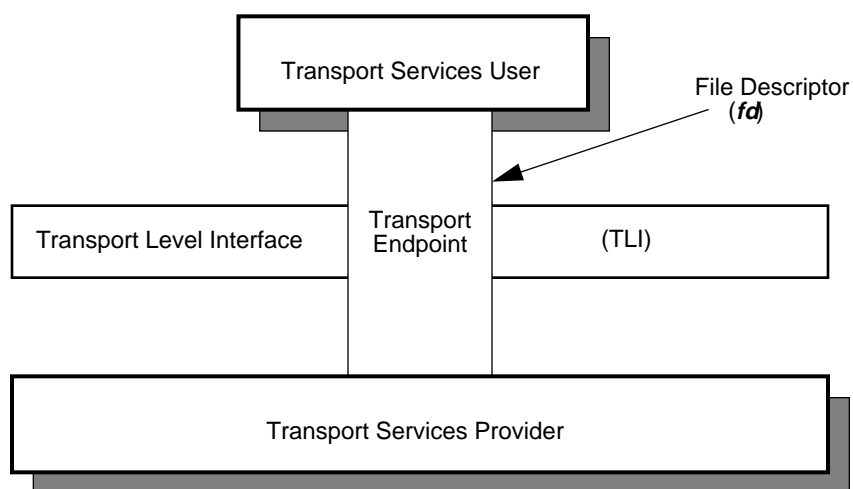 Transport Services User
File Descriptor
(fd)
Transport Level Interface
Transport
Endpoint
(TLI)
Transport Services Provider